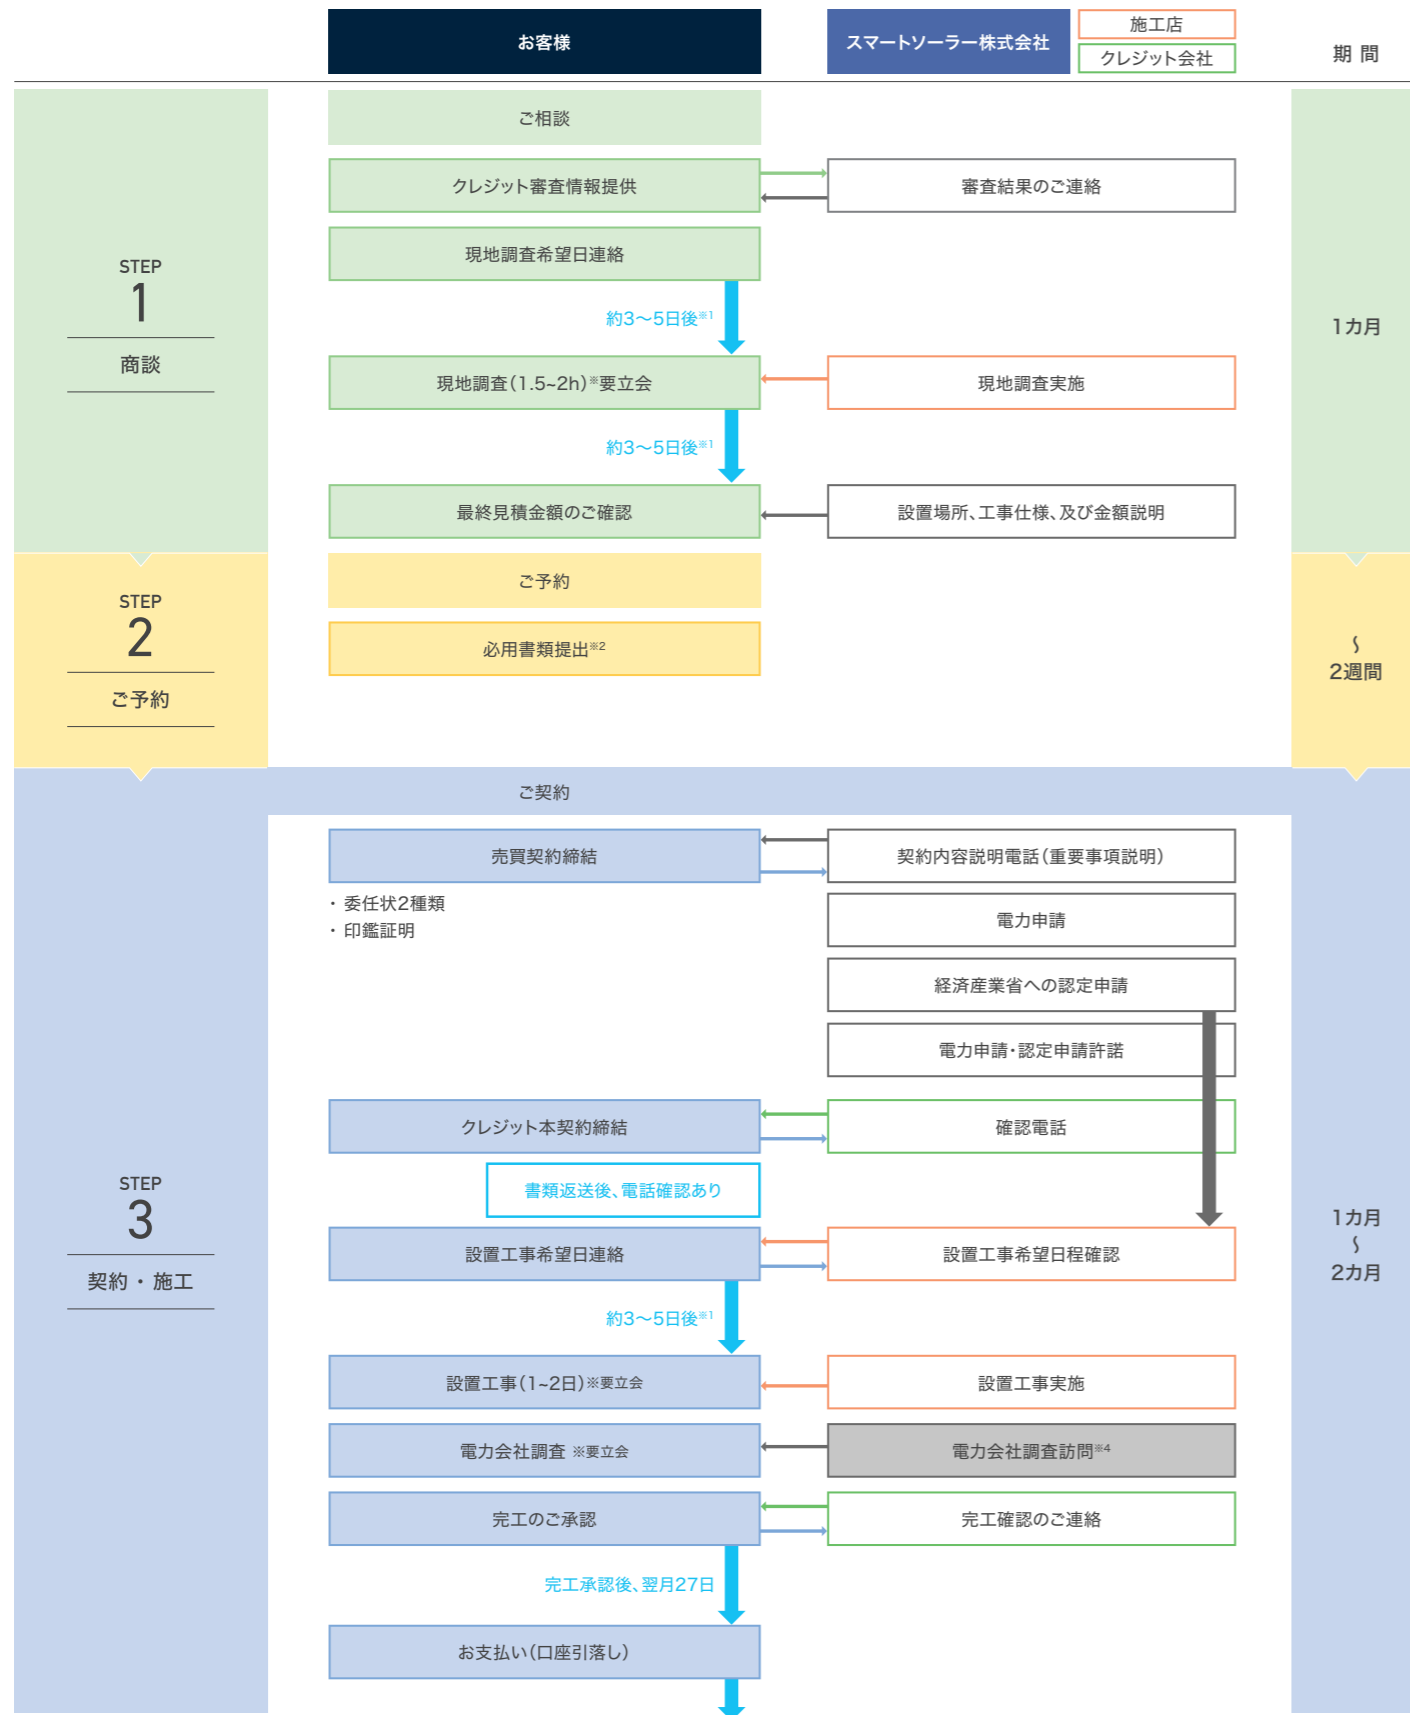 お客様
スマートソーラー株式会社
施工店
クレジット会社
期 間
STEP
1
商談
1カ月
ご相談
クレジット審査情報提供
審査結果のご連絡
現地調査希望日連絡
約3〜5日後※1
現地調査(1.5~2h)※要立会
現地調査実施
約3〜5日後※1
最終見積金額のご確認
設置場所、工事仕様、及び金額説明
STEP
2
ご予約
〜
2週間
ご予約
必用書類提出※2
ご契約
STEP
3
契約・施工
1カ月
〜
2カ月
売買契約締結
契約内容説明電話(重要事項説明)
・ 委任状2種類
・ 印鑑証明
電力申請
経済産業省への認定申請
電力申請・認定申請許諾
クレジット本契約締結
確認電話
書類返送後、電話確認あり
設置工事希望日連絡
設置工事希望日程確認
約3〜5日後※1
設置工事(1~2日)※要立会
設置工事実施
電力会社調査 ※要立会
電力会社調査訪問※4
完工のご承認
完工確認のご連絡
完工承認後、翌月27日
お支払い(口座引落し)